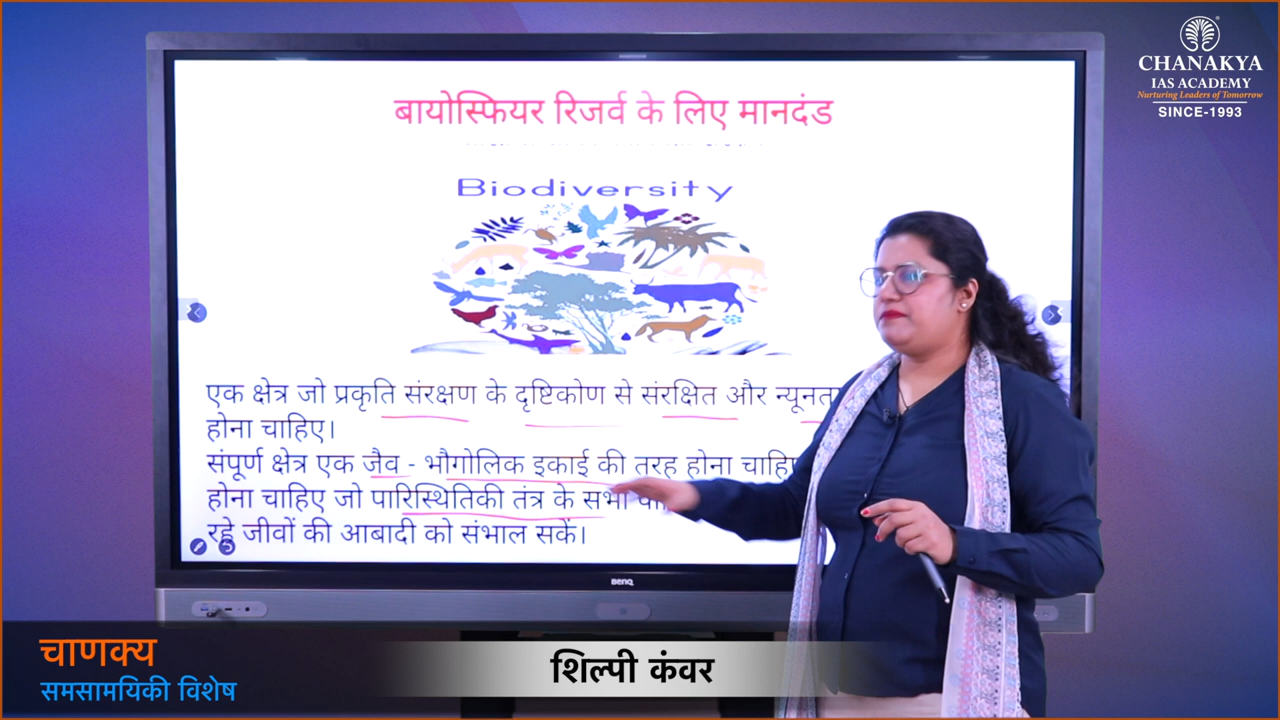 CHANAKYA
IAS ACADEMY
Nurturing Leaders of Tomorrow
SINCE-1993
बायोस्फियर रिजर्व के लिए मानदंड
Biodiversity
एक क्षेत्र जो प्रकृति संरक्षण के दृष्टिकोण से संरक्षित और
होना चाहिए।
संपूर्ण क्षेत्र एक जैव - भौगोलिक इकाई की तरह होना
होना चाहिए जो पारिस्थितिकी तंत्र के सभी
रहे जीवों की आबादी को संभाल सकें।
BenQ
चाणक्य
समसामयिकी विशेष
शिल्पी कंवर